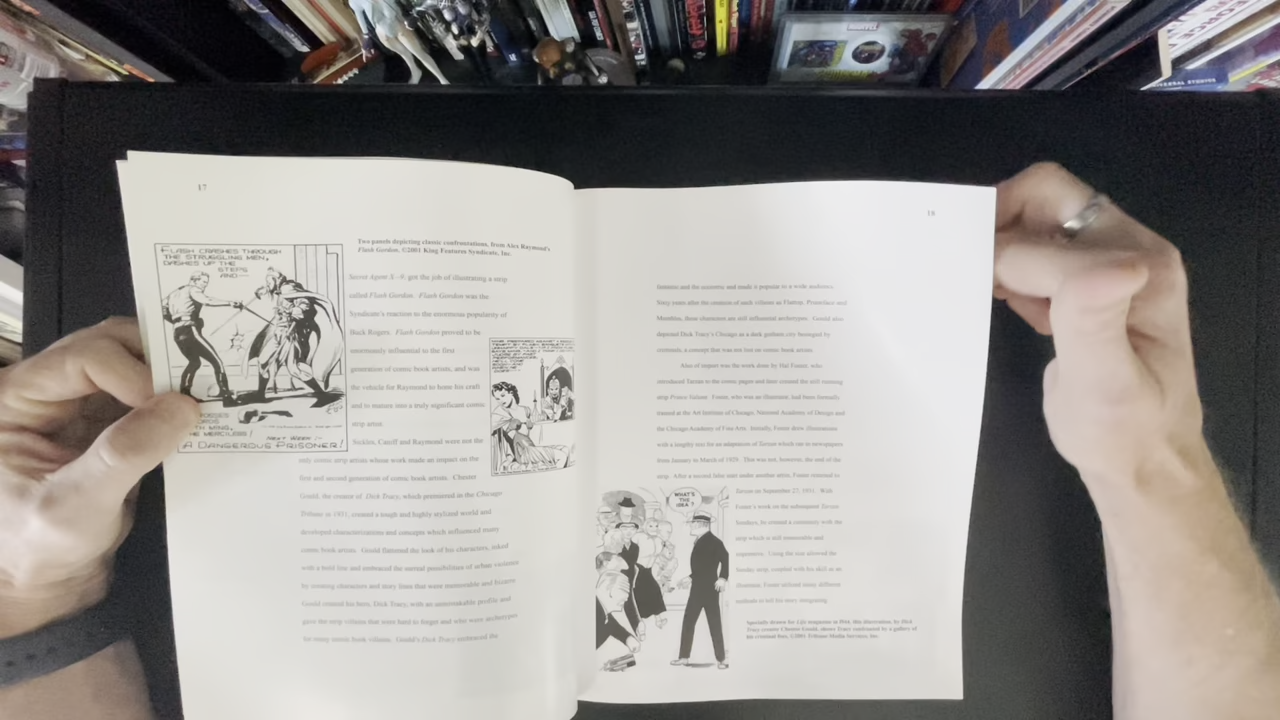 MARVEL
UNIVERSAL STUDIOS
17
Two panels depicting classic confrontations, from Alex Raymond's
Flash Gordon. ©2001 King Features Syndicate, Inc.
FLASH CRASHES THROUGH
THE STRUGGLING MEN,
DASHES UP THE
STEPS
AND—
NEXT WEEK:-
A DANGEROUS PRISONER!
Secret Agent X-9, got the job of illustrating a strip
called Flash Gordon. Flash Gordon was the
Syndicate's reaction to the enormous popularity of
Buck Rogers. Flash Gordon proved to be
enormously influential to the first
generation of comic book artists, and was
the vehicle for Raymond to hone his craft
and to mature into a truly significant comic
strip artist.
Sickles, Caniff and Raymond were not the
only comic strip artists whose work made an impact on the
first and second generation of comic book artists. Chester
Gould, the creator of Dick Tracy, which premiered in the Chicago
Tribune in 1931, created a tough and highly stylized world and
developed characterizations and concepts which influenced many
comic book artists. Gould flattened the look of his characters, inked
with a bold line and embraced the surreal possibilities of urban violence
by creating characters and story lines that were memorable and bizarre.
Gould created his hero, Dick Tracy, with an unmistakable profile and
gave the strip villains that were hard to forget and who were archetypes
for many comic book villains. Gould's Dick Tracy embraced the
18
fantastic and the eccentric and made it popular to a wide audience.
Sixty years after the creation of such villains as Flattop, Pruneface and
Mumbles, these characters are still influential archetypes. Gould also
depicted Dick Tracy's Chicago as a dark gothic city besieged by
criminals, a concept that was not lost on comic book artists.
Also of import was the work done by Hal Foster, who
introduced Tarzan to the comic pages and later created the still running
strip Prince Valiant. Foster, who was an illustrator, had been formally
trained at the Art Institute of Chicago, National Academy of Design and
the Chicago Academy of Fine Arts. Initially, Foster drew illustrations
with a lengthy text for an adaptation of Tarzan which ran in newspapers
from January to March of 1929. That was not, however, the end of the
strip. After a second false start under another artist, Foster returned to
Tarzan on September 27, 1931. With
Foster's work on the subsequent Tarzan
Sundays, he created a continuity with the
strip which is still memorable and
impressive. Using the size allowed the
Sunday strip, coupled with his skill as an
illustrator, Foster utilized many different
methods to tell his story integrating
WHAT'S
THE
IDEA?
Specially drawn for Life magazine in 1944, this illustration, by Dick
Tracy creator Chester Gould, shows Tracy confronted by a gallery of
his criminal foes. ©2001 Tribune Media Services, Inc.